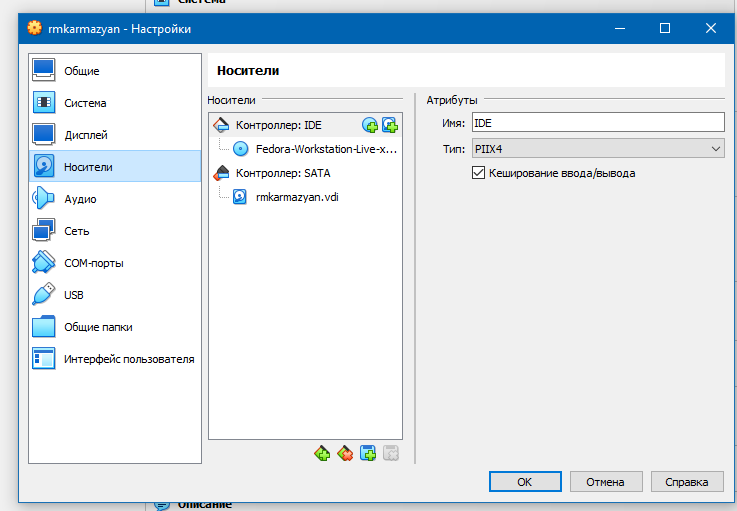 Система
rmkarmazyan - Настройки
Общие
Система
Дисплей
Носители
Аудио
Сеть
COM-порты
USB
Общие папки
Интерфейс пользователя
Носители
Носители
Контроллер: IDE
Fedora-Workstation-Live-x...
Контроллер: SATA
rmkarmazyan.vdi
Атрибуты
Имя: IDE
Тип: PIIX4
Кеширование ввода/вывода
OK Отмена Справка
Описание